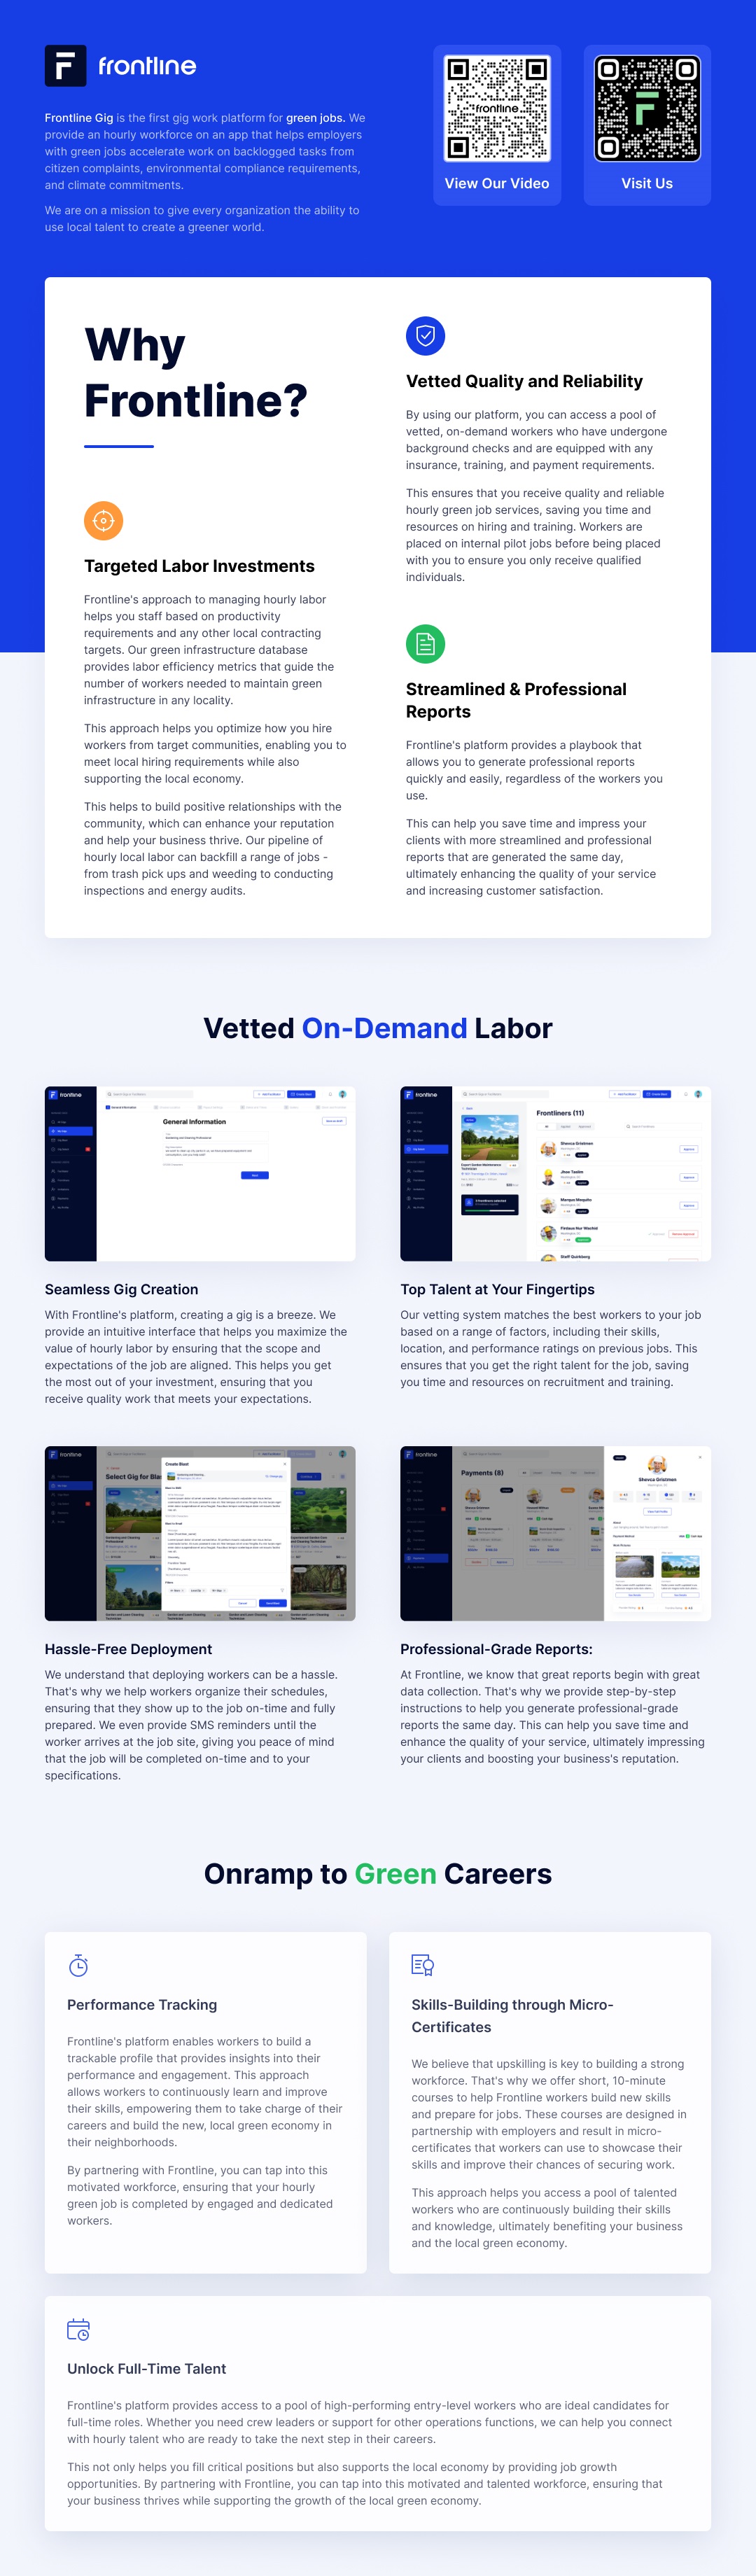 frontline
Frontline Gig is the first gig work platform for green jobs. We
provide an hourly workforce on an app that helps employers
with green jobs accelerate work on backlogged tasks from
citizen complaints, environmental compliance requirements,
and climate commitments.
We are on a mission to give every organization the ability to
use local talent to create a greener world.
frontline
View Our Video
Visit Us
Why
Frontline?
Targeted Labor Investments
Frontline's approach to managing hourly labor
helps you staff based on productivity
requirements and any other local contracting
targets. Our green infrastructure database
provides labor efficiency metrics that guide the
number of workers needed to maintain green
infrastructure in any locality.
This approach helps you optimize how you hire
workers from target communities, enabling you to
meet local hiring requirements while also
supporting the local economy.
This helps to build positive relationships with the
community, which can enhance your reputation
and help your business thrive. Our pipeline of
hourly local labor can backfill a range of jobs -
from trash pick ups and weeding to conducting
inspections and energy audits.
Vetted Quality and Reliability
By using our platform, you can access a pool of
vetted, on-demand workers who have undergone
background checks and are equipped with any
insurance, training, and payment requirements.
This ensures that you receive quality and reliable
hourly green job services, saving you time and
resources on hiring and training. Workers are
placed on internal pilot jobs before being placed
with you to ensure you only receive qualified
individuals.
Streamlined & Professional
Reports
Frontline's platform provides a playbook that
allows you to generate professional reports
quickly and easily, regardless of the workers you
use.
This can help you save time and impress your
clients with more streamlined and professional
reports that are generated the same day,
ultimately enhancing the quality of your service
and increasing customer satisfaction.
Vetted On-Demand Labor
frontline
General Information
frontline
Frontliners (11)
Seamless Gig Creation
With Frontline's platform, creating a gig is a breeze. We
provide an intuitive interface that helps you maximize the
value of hourly labor by ensuring that the scope and
expectations of the job are aligned. This helps you get
the most out of your investment, ensuring that you
receive quality work that meets your expectations.
Top Talent at Your Fingertips
Our vetting system matches the best workers to your job
based on a range of factors, including their skills,
location, and performance ratings on previous jobs. This
ensures that you get the right talent for the job, saving
you time and resources on recruitment and training.
frontline
Select Gig for Bla
Create Blast
frontline
Payments (8)
Shevca Gristmen
Hassle-Free Deployment
We understand that deploying workers can be a hassle.
That's why we help workers organize their schedules,
ensuring that they show up to the job on-time and fully
prepared. We even provide SMS reminders until the
worker arrives at the job site, giving you peace of mind
that the job will be completed on-time and to your
specifications.
Professional-Grade Reports:
At Frontline, we know that great reports begin with great
data collection. That's why we provide step-by-step
instructions to help you generate professional-grade
reports the same day. This can help you save time and
enhance the quality of your service, ultimately impressing
your clients and boosting your business's reputation.
Onramp to Green Careers
Performance Tracking
Frontline's platform enables workers to build a
trackable profile that provides insights into their
performance and engagement. This approach
allows workers to continuously learn and improve
their skills, empowering them to take charge of their
careers and build the new, local green economy in
their neighborhoods.
By partnering with Frontline, you can tap into this
motivated workforce, ensuring that your hourly
green job is completed by engaged and dedicated
workers.
Skills-Building through Micro-
Certificates
We believe that upskilling is key to building a strong
workforce. That's why we offer short, 10-minute
courses to help Frontline workers build new skills
and prepare for jobs. These courses are designed in
partnership with employers and result in micro-
certificates that workers can use to showcase their
skills and improve their chances of securing work.
This approach helps you access a pool of talented
workers who are continuously building their skills
and knowledge, ultimately benefiting your business
and the local green economy.
Unlock Full-Time Talent
Frontline's platform provides access to a pool of high-performing entry-level workers who are ideal candidates for
full-time roles. Whether you need crew leaders or support for other operations functions, we can help you connect
with hourly talent who are ready to take the next step in their careers.
This not only helps you fill critical positions but also supports the local economy by providing job growth
opportunities. By partnering with Frontline, you can tap into this motivated and talented workforce, ensuring that
your business thrives while supporting the growth of the local green economy.